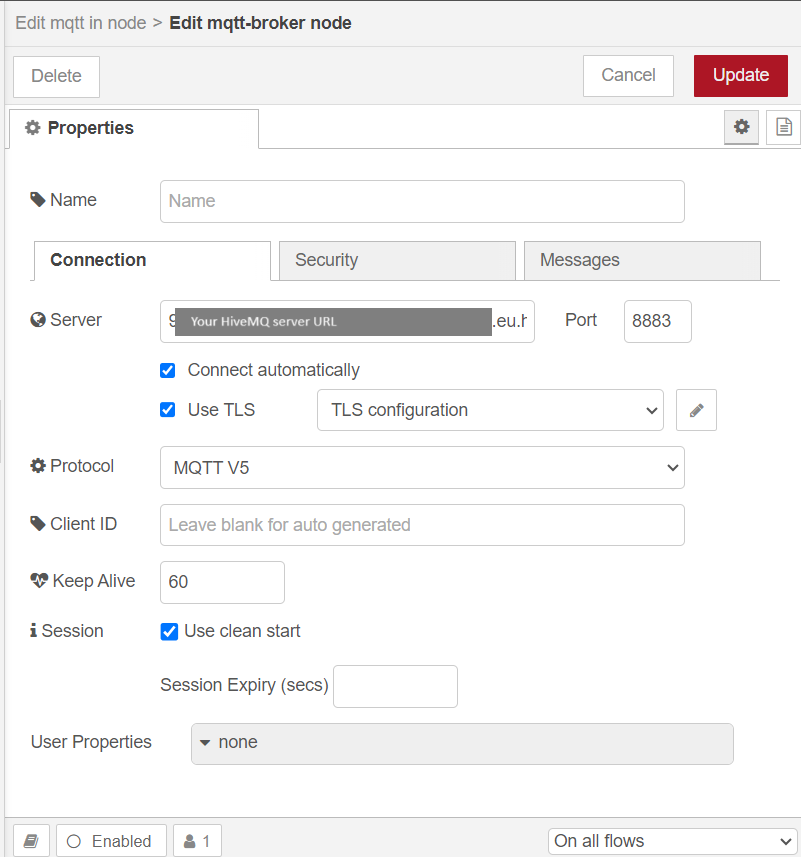 Edit mqtt in node > Edit mqtt-broker node
Delete Cancel Update
Properties
Name Name
Connection Security Messages
Server 9 Your HiveMQ server URL .eu.h Port 8883
Connect automatically
Use TLS TLS configuration
Protocol MQTT V5
Client ID Leave blank for auto generated
Keep Alive 60
Session Use clean start
Session Expiry (secs)
User Properties none
Enabled 1 On all flows